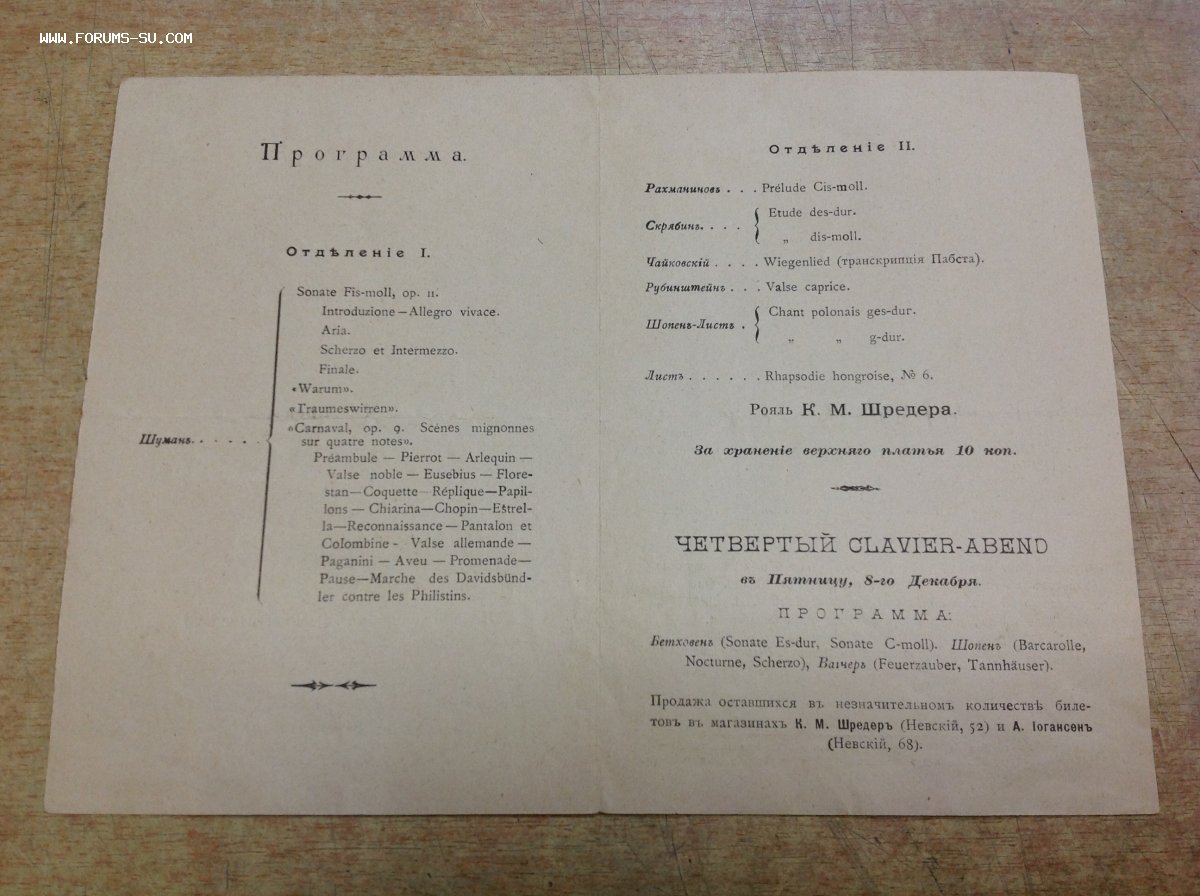 WWW.FORUMS-SU.COM
Программа.
Отдѣленіе I.
Sonate Fis-moll, op. 11.
Introduzione — Allegro vivace.
Aria.
Scherzo et Intermezzo.
Finale.
«Warum».
«Traumeswirren».
Шуманъ. . . . . . «Carnaval, op. 9. Scènes mignonnes
sur quatre notes».
Préambule — Pierrot — Arlequin —
Valse noble — Eusebius — Flore-
stan — Coquette Réplique — Papil-
lons — Chiarina — Chopin — Estrel-
la — Reconnaissance — Pantalon et
Colombine - Valse allemande —
Paganini — Aveu — Promenade —
Pause — Marche des Davidsbünd-
ler contre les Philistins.
Отдѣленіе II.
Рахманиновъ . . . Prélude Cis-moll.
Скрябинъ. . . . Etude des-dur.
„ dis-moll.
Чайковскій . . . . Wiegenlied (транскрипція Пабста).
Рубинштейнъ . . . Valse caprice.
Шопенъ-Листъ . Chant polonais ges-dur.
„ „ g-dur.
Листъ . . . . . . Rhapsodie hongroise, № 6.
Рояль К. М. Шредера.
За храненіе верхняго платья 10 коп.
ЧЕТВЕРТЫЙ CLAVIER-ABEND
въ Пятницу, 8-го Декабря.
ПРОГРАММА:
Бетховенъ (Sonate Es-dur, Sonate C-moll). Шопенъ (Barcarolle,
Nocturne, Scherzo), Вагнеръ (Feuerzauber, Tannhäuser).
Продажа оставшихся въ незначительномъ количествѣ биле-
товъ въ магазинахъ К. М. Шредеръ (Невскій, 52) и А. Іогансенъ
(Невскій, 68).